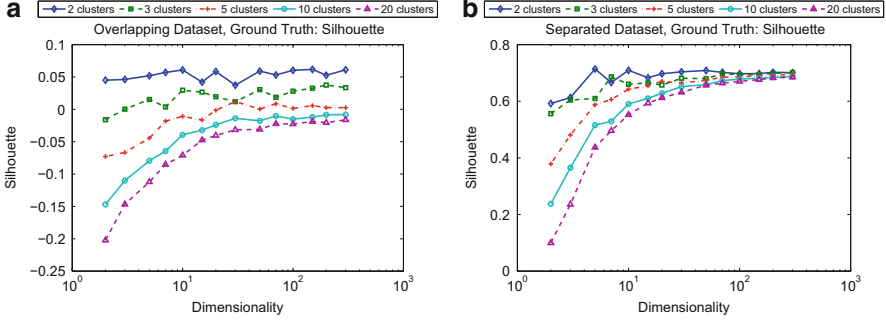 a
2 clusters 3 clusters 5 clusters 10 clusters 20 clusters
Overlapping Dataset, Ground Truth: Silhouette
Silhouette
0.1
0.05
0
−0.05
−0.1
−0.15
−0.2
−0.25
10^0 10^1 10^2 10^3
Dimensionality
b
2 clusters 3 clusters 5 clusters 10 clusters 20 clusters
Separated Dataset, Ground Truth: Silhouette
Silhouette
0.8
0.6
0.4
0.2
0
10^0 10^1 10^2 10^3
Dimensionality